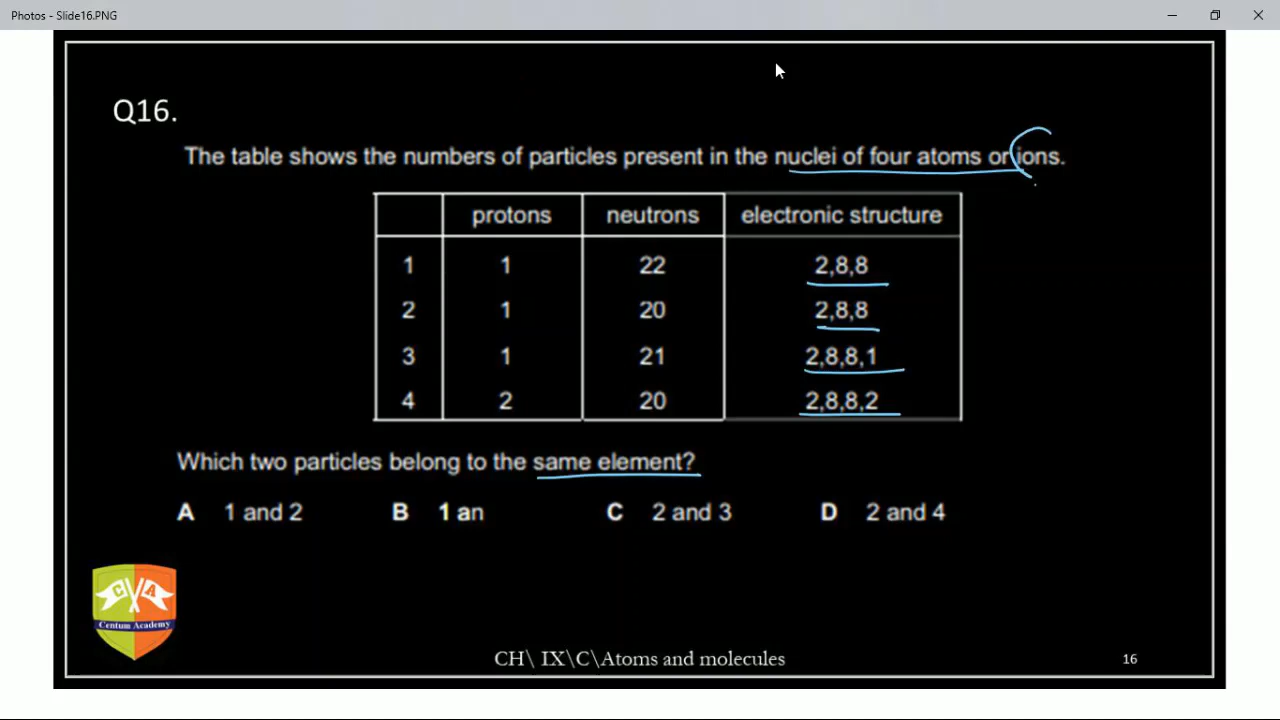 Photos - Slide16.PNG
Q16.
The table shows the numbers of particles present in the nuclei of four atoms or ions.
protons neutrons electronic structure
1 1 22 2,8,8
2 1 20 2,8,8
3 1 21 2,8,8,1
4 2 20 2,8,8,2
Which two particles belong to the same element?
A 1 and 2 B 1 an C 2 and 3 D 2 and 4
C A
Centum Academy
CH\ IX\C\Atoms and molecules
16